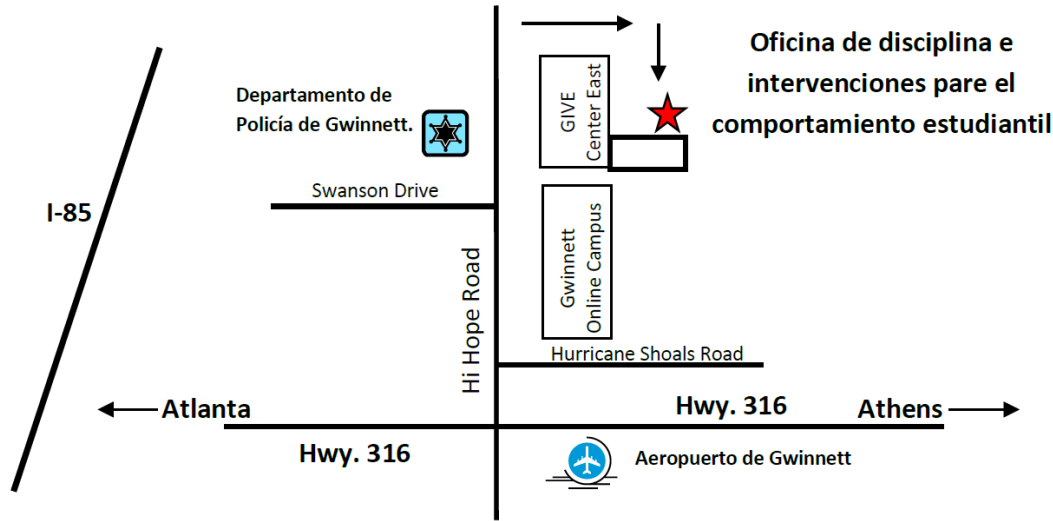 Oficina de disciplina e
intervenciones pare el
comportamiento estudiantil
Departamento de
Policía de Gwinnett.
GIVE
Center East
Swanson Drive
I-85
Gwinnett
Online Campus
Hi Hope Road
Hurricane Shoals Road
Atlanta
Hwy. 316
Athens
Hwy. 316
Aeropuerto de Gwinnett